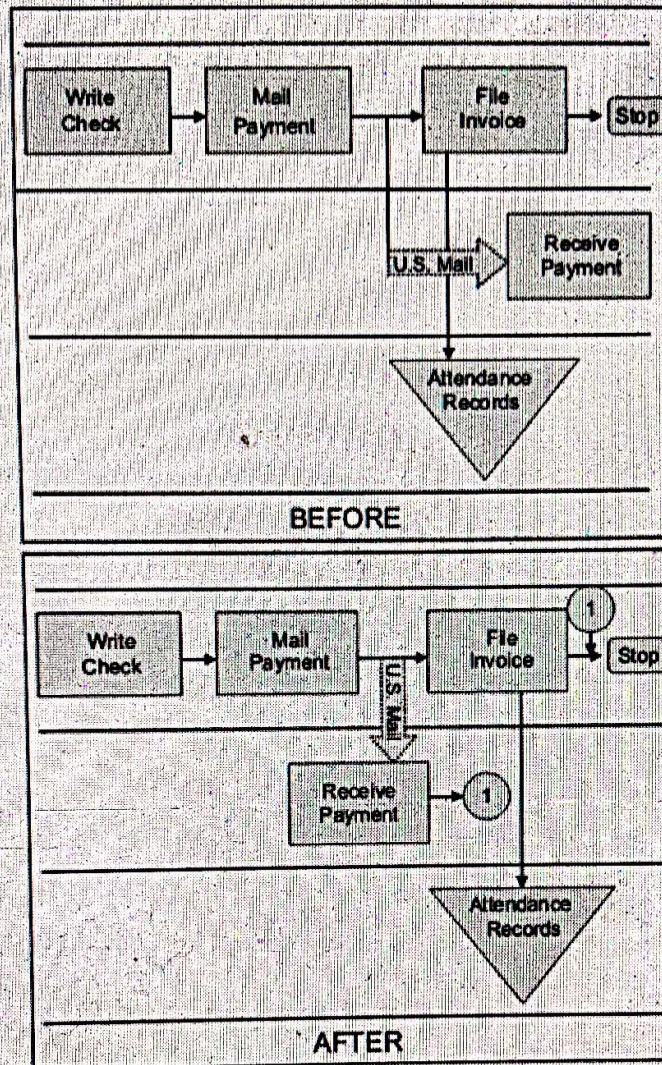 Write
Check
Mail
Payment
File
Invoice
Stop
U.S. Mail
Receive
Payment
Attendance
Records
BEFORE
1
Write
Check
Mail
Payment
File
Invoice
Stop
U.S. Mail
Receive
Payment
1
Attendance
Records
AFTER